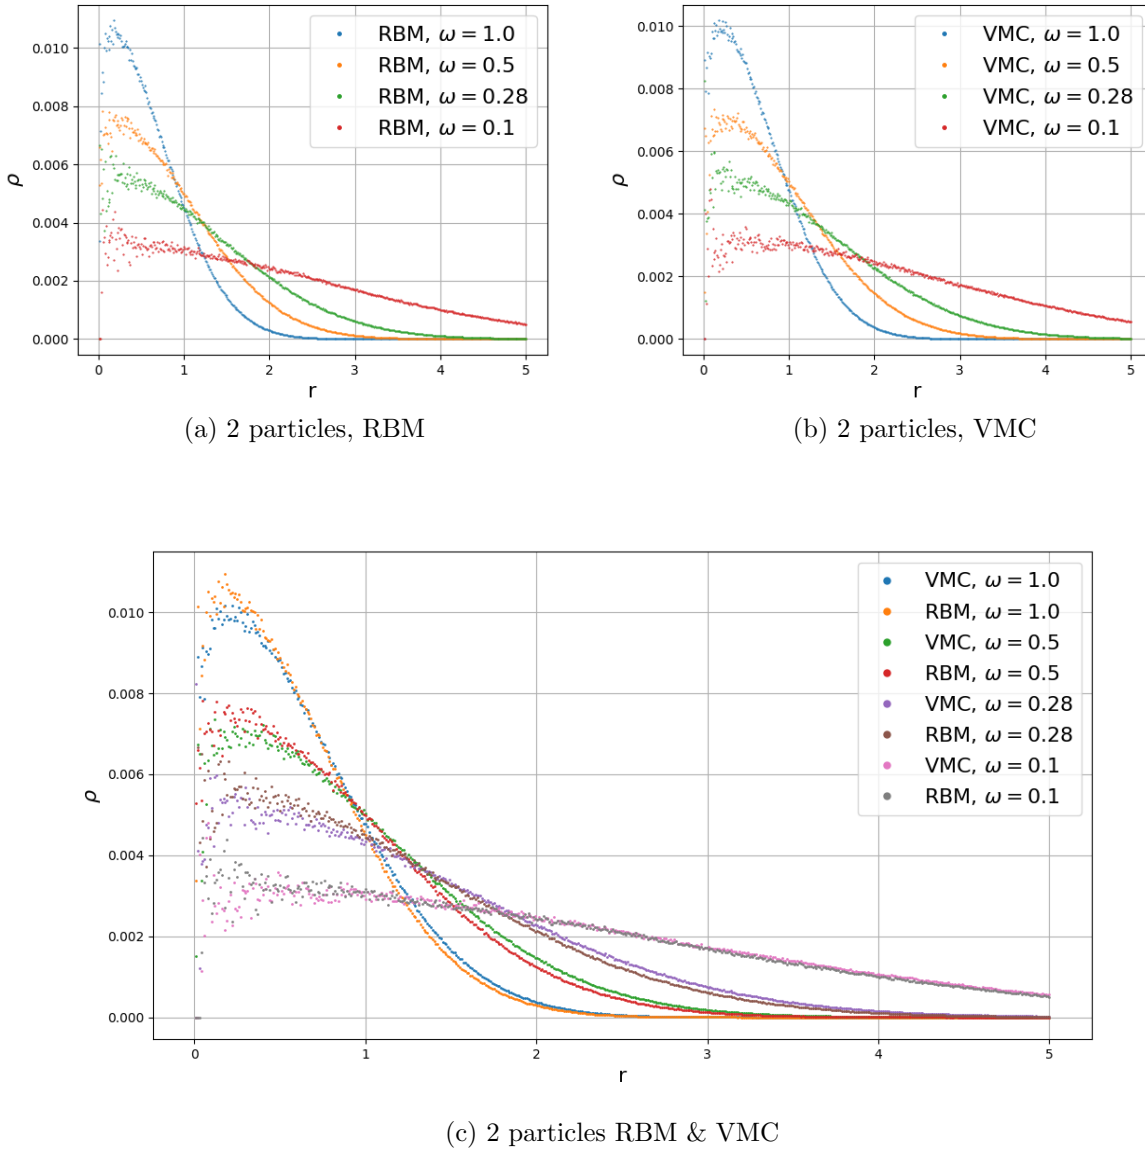 RBM, ω = 1.0
RBM, ω = 0.5
RBM, ω = 0.28
RBM, ω = 0.1
0.010
0.008
0.006
0.004
0.002
0.000
ρ
0 1 2 3 4 5
r
(a) 2 particles, RBM
VMC, ω = 1.0
VMC, ω = 0.5
VMC, ω = 0.28
VMC, ω = 0.1
0.010
0.008
0.006
0.004
0.002
0.000
ρ
0 1 2 3 4 5
r
(b) 2 particles, VMC
VMC, ω = 1.0
RBM, ω = 1.0
VMC, ω = 0.5
RBM, ω = 0.5
VMC, ω = 0.28
RBM, ω = 0.28
VMC, ω = 0.1
RBM, ω = 0.1
0.010
0.008
0.006
0.004
0.002
0.000
ρ
0 1 2 3 4 5
r
(c) 2 particles RBM & VMC